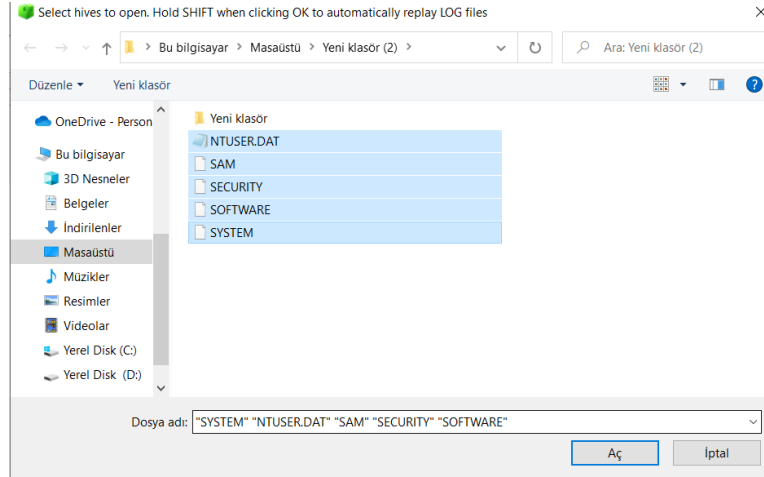 Select hives to open. Hold SHIFT when clicking OK to automatically replay LOG files
Bu bilgisayar > Masaüstü > Yeni klasör (2) >
Ara: Yeni klasör (2)
Düzenle
Yeni klasör
OneDrive - Person
Bu bilgisayar
3D Nesneler
Belgeler
İndirilenler
Masaüstü
Müzikler
Resimler
Videolar
Yerel Disk (C:)
Yerel Disk (D:)
Yeni klasör
NTUSER.DAT
SAM
SECURITY
SOFTWARE
SYSTEM
Dosya adı: "SYSTEM" "NTUSER.DAT" "SAM" "SECURITY" "SOFTWARE"
Aç
İptal